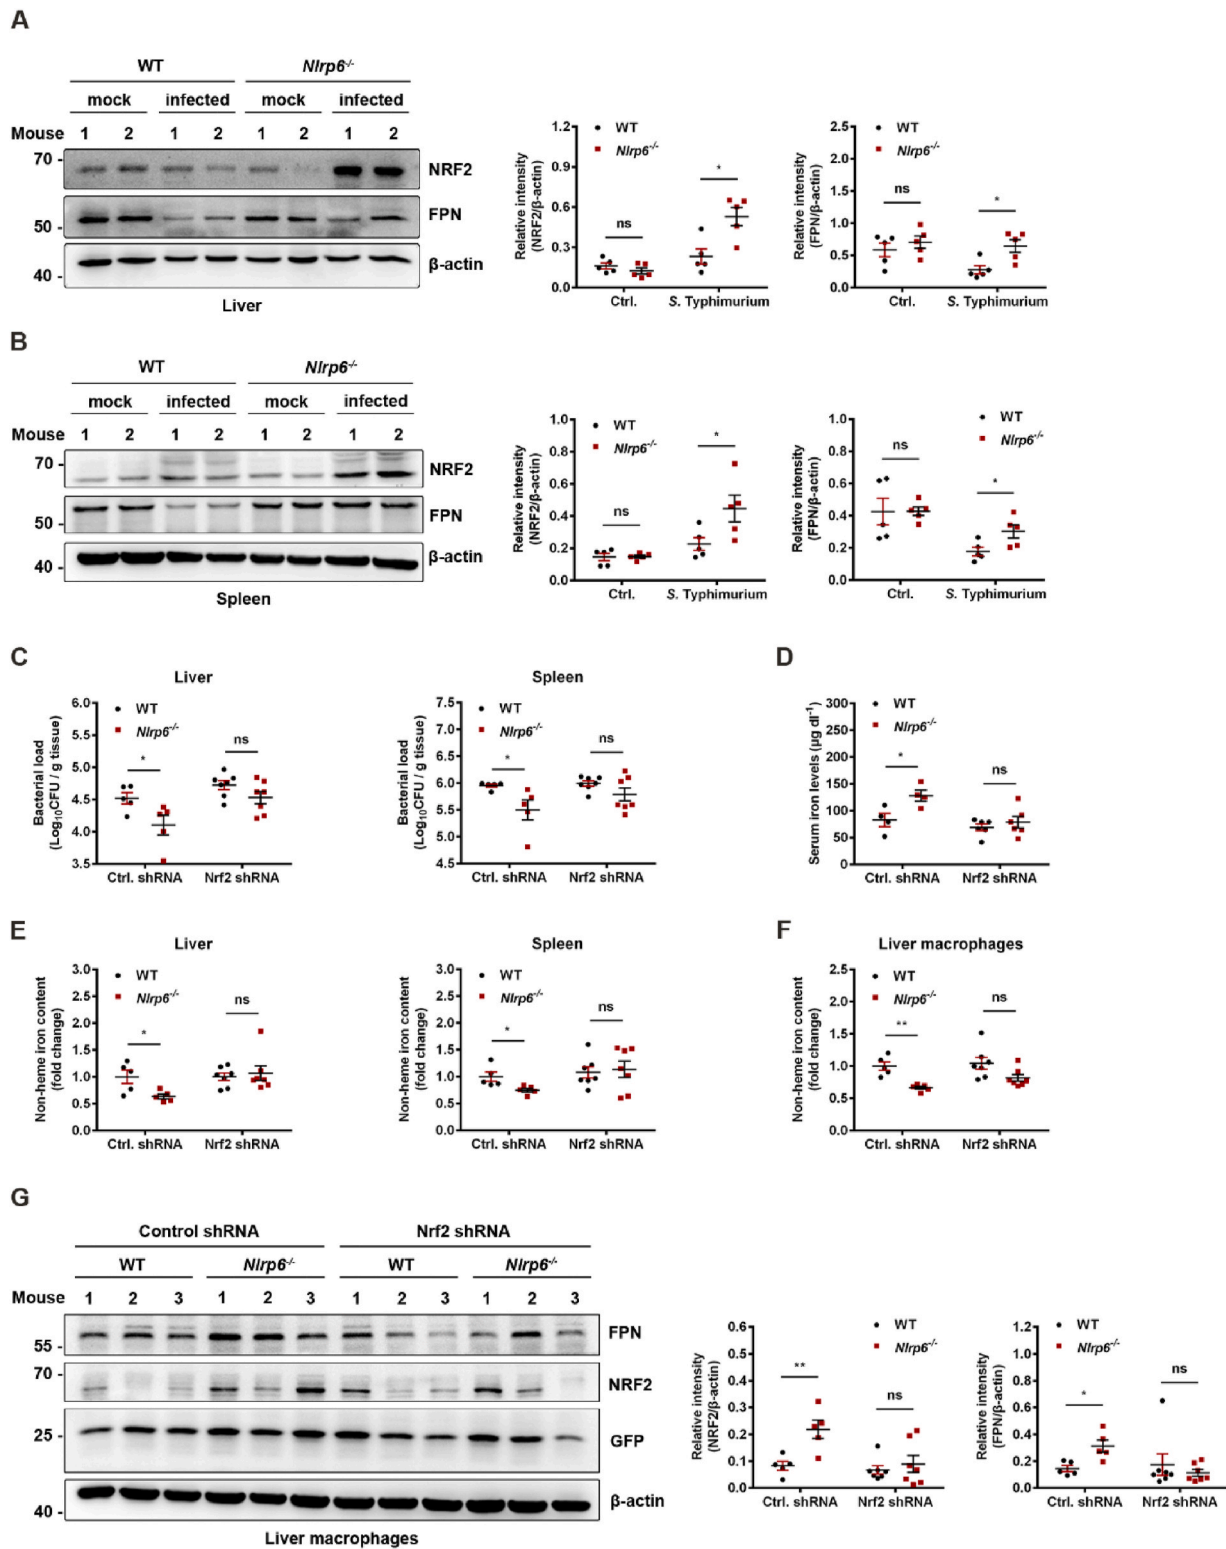 A
WT Nlrp6-/-
mock infected mock infected
Mouse 1 2 1 2 1 2 1 2
70 - NRF2
50 - FPN
40 - β-actin
Liver
Relative intensity
(NRF2/β-actin)
1.2
0.9
0.6
0.3
0.0
WT
Nlrp6-/-
ns
*
Ctrl. S. Typhimurium
Relative intensity
(FPN/β-actin)
2.5
2.0
1.5
1.0
0.5
0.0
WT
Nlrp6-/-
ns
*
Ctrl. S. Typhimurium
B
WT Nlrp6-/-
mock infected mock infected
Mouse 1 2 1 2 1 2 1 2
70 - NRF2
50 - FPN
40 - β-actin
Spleen
Relative intensity
(NRF2/β-actin)
1.0
0.8
0.6
0.4
0.2
0.0
WT
Nlrp6-/-
ns
*
Ctrl. S. Typhimurium
Relative intensity
(FPN/β-actin)
1.0
0.8
0.6
0.4
0.2
0.0
WT
Nlrp6-/-
ns
*
Ctrl. S. Typhimurium
C
Liver
Bacterial load
(Log10CFU / g tissue)
6.0
5.5
5.0
4.5
4.0
3.5
WT
Nlrp6-/-
*
ns
Ctrl. shRNA Nrf2 shRNA
Spleen
Bacterial load
(Log10CFU / g tissue)
7.5
7.0
6.5
6.0
5.5
5.0
4.5
WT
Nlrp6-/-
*
ns
Ctrl. shRNA Nrf2 shRNA
D
Serum iron levels (µg dl-1)
300
250
200
150
100
50
0
WT
Nlrp6-/-
*
ns
Ctrl. shRNA Nrf2 shRNA
E
Liver
Non-heme iron content
(fold change)
3.0
2.5
2.0
1.5
1.0
0.5
0.0
WT
Nlrp6-/-
*
ns
Ctrl. shRNA Nrf2 shRNA
Spleen
Non-heme iron content
(fold change)
3.0
2.5
2.0
1.5
1.0
0.5
0.0
WT
Nlrp6-/-
*
ns
Ctrl. shRNA Nrf2 shRNA
F
Liver macrophages
Non-heme iron content
(fold change)
2.5
2.0
1.5
1.0
0.5
0.0
WT
Nlrp6-/-
**
ns
Ctrl. shRNA Nrf2 shRNA
G
Control shRNA Nrf2 shRNA
WT Nlrp6-/- WT Nlrp6-/-
Mouse 1 2 3 1 2 3 1 2 3 1 2 3
55 - FPN
70 - NRF2
25 - GFP
40 - β-actin
Liver macrophages
Relative intensity
(NRF2/β-actin)
0.6
0.5
0.4
0.3
0.2
0.1
0.0
WT
Nlrp6-/-
**
ns
Ctrl. shRNA Nrf2 shRNA
Relative intensity
(FPN/β-actin)
1.2
1.0
0.8
0.6
0.4
0.2
0.0
WT
Nlrp6-/-
*
ns
Ctrl. shRNA Nrf2 shRNA